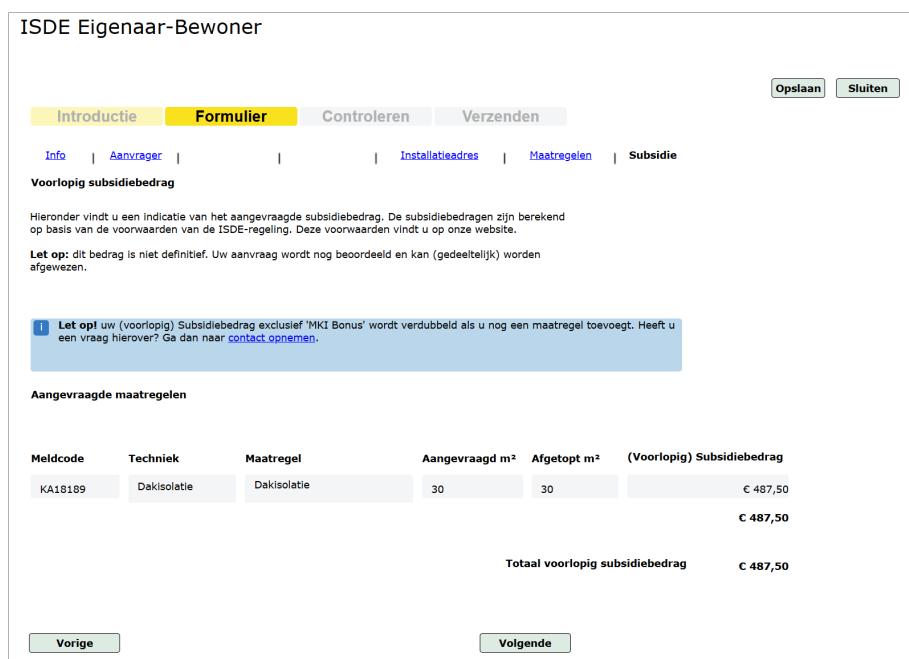 ISDE Eigenaar-Bewoner
Opslaan Sluiten
Introductie Formulier Controleren Verzenden
Info | Aanvrager | | | Installatieadres | Maatregelen | Subsidie
Voorlopig subsidiebedrag
Hieronder vindt u een indicatie van het aangevraagde subsidiebedrag. De subsidiebedragen zijn berekend
op basis van de voorwaarden van de ISDE-regeling. Deze voorwaarden vindt u op onze website.
Let op: dit bedrag is niet definitief. Uw aanvraag wordt nog beoordeeld en kan (gedeeltelijk) worden
afgewezen.
i Let op! uw (voorlopig) Subsidiebedrag exclusief 'MKI Bonus' wordt verdubbeld als u nog een maatregel toevoegt. Heeft u
een vraag hierover? Ga dan naar contact opnemen.
Aangevraagde maatregelen
Meldcode Techniek Maatregel Aangevraagd m² Afgetopt m² (Voorlopig) Subsidiebedrag
KA18189 Dakisolatie Dakisolatie 30 30 € 487,50
€ 487,50
Totaal voorlopig subsidiebedrag € 487,50
Vorige Volgende